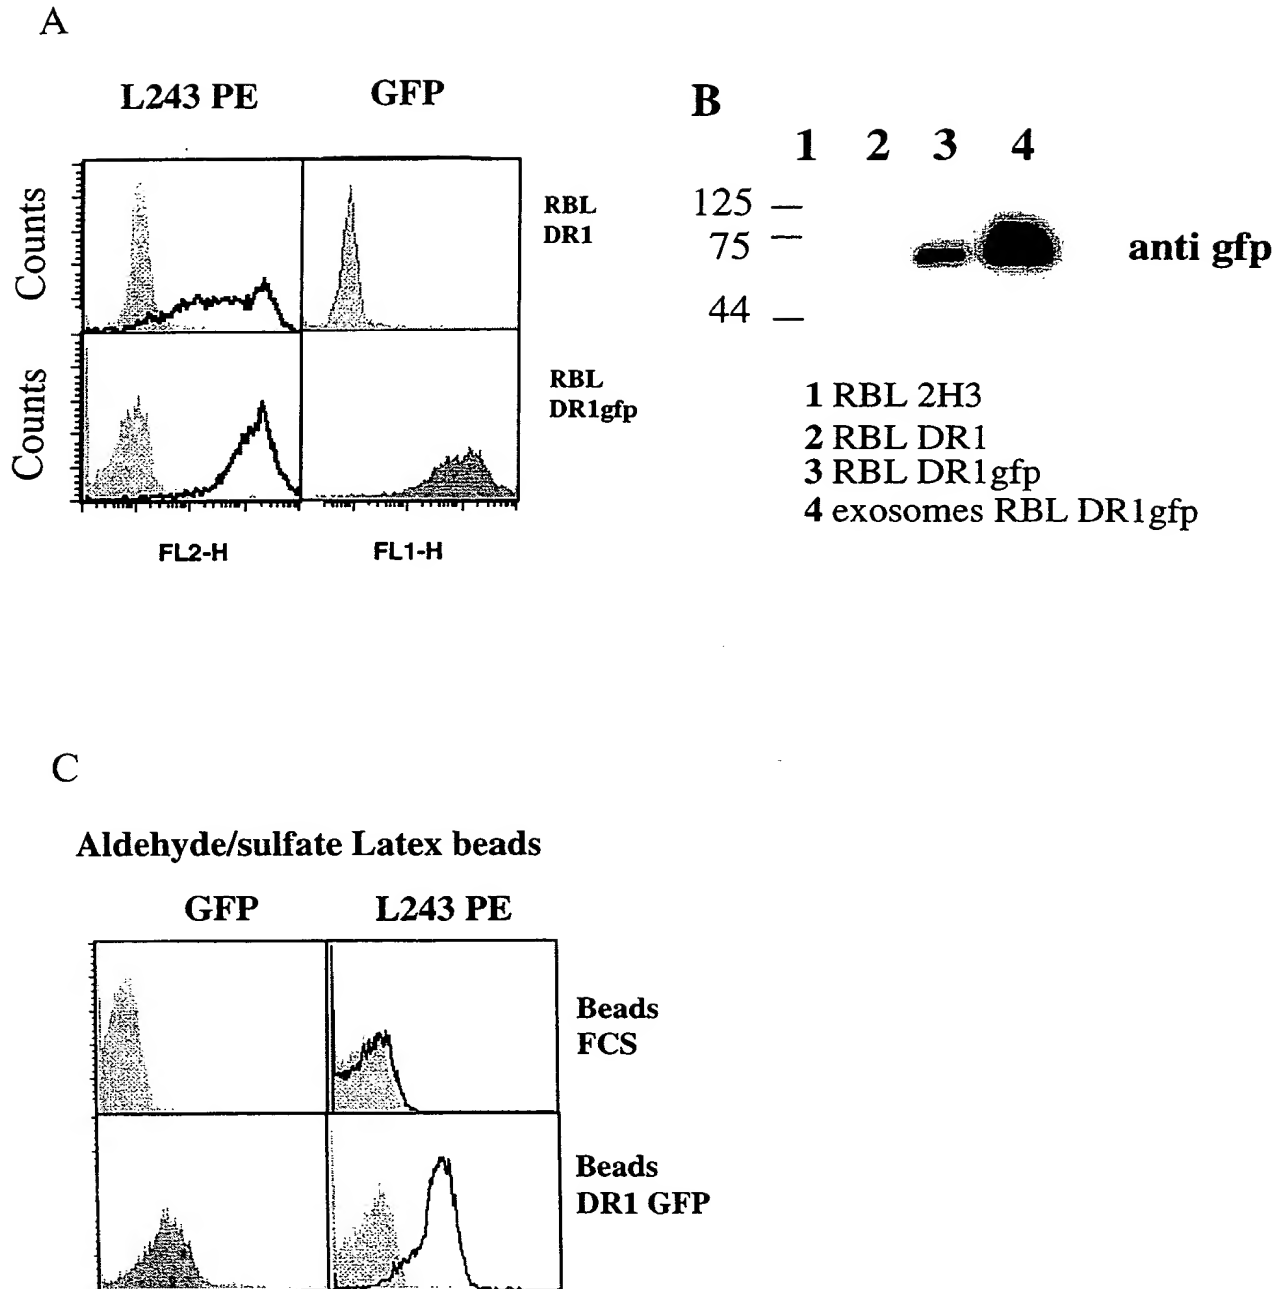 A
L243 PE GFP
Counts
RBL
DR1
Counts
RBL
DR1gfp
FL2-H FL1-H
B
1 2 3 4
125
75
44
anti gfp
1 RBL 2H3
2 RBL DR1
3 RBL DR1gfp
4 exosomes RBL DR1gfp
C
Aldehyde/sulfate Latex beads
GFP L243 PE
Beads
FCS
Beads
DR1 GFP